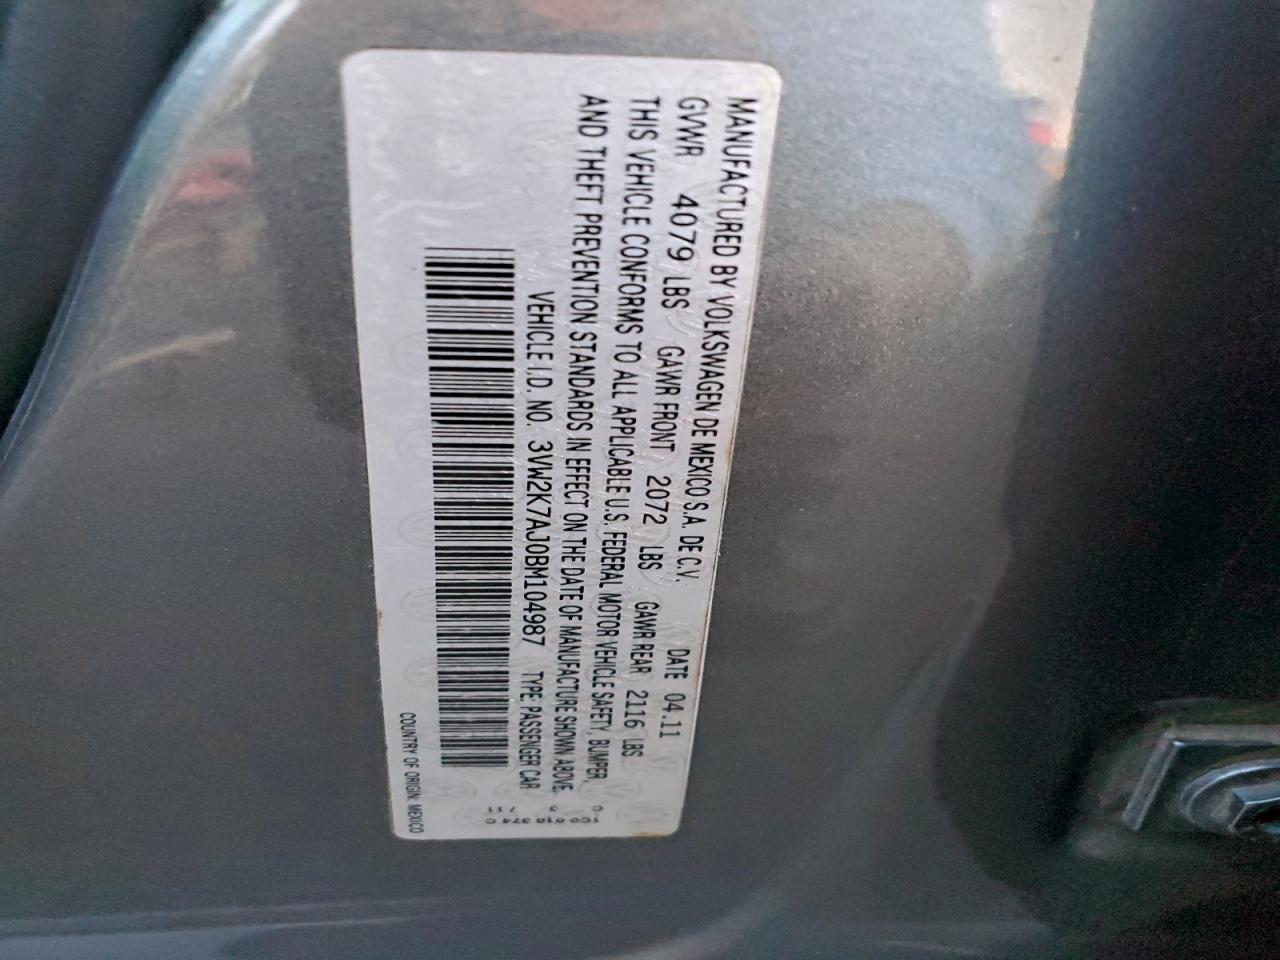 MANUFACTURED BY VOLKSWAGEN DE MEXICO S.A. DE C.V. DATE 04.11
GVWR 4079 LBS GAWR FRONT 2072 LBS GAWR REAR 2116 LBS
THIS VEHICLE CONFORMS TO ALL APPLICABLE U.S. FEDERAL MOTOR VEHICLE SAFETY, BUMPER,
AND THEFT PREVENTION STANDARDS IN EFFECT ON THE DATE OF MANUFACTURE SHOWN ABOVE.
VEHICLE I.D. NO. 3VW2K7AJ0BM104987 TYPE: PASSENGER CAR
COUNTRY OF ORIGIN: MEXICO